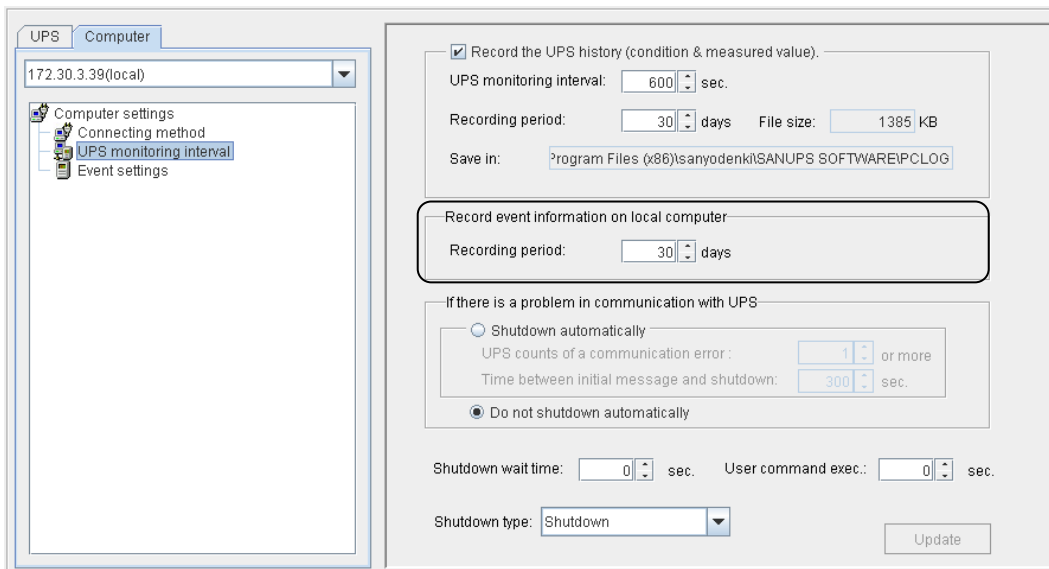 UPS Computer
172.30.3.39(local)
Computer settings
Connecting method
UPS monitoring interval
Event settings
Record the UPS history (condition & measured value).
UPS monitoring interval: 600 sec.
Recording period: 30 days File size: 1385 KB
Save in: Program Files (x86)\sanyodenki\SANUPS SOFTWARE\PCLOG
Record event information on local computer
Recording period: 30 days
If there is a problem in communication with UPS
Shutdown automatically
UPS counts of a communication error : 1 or more
Time between initial message and shutdown: 300 sec.
Do not shutdown automatically
Shutdown wait time: 0 sec. User command exec.: 0 sec.
Shutdown type: Shutdown
Update